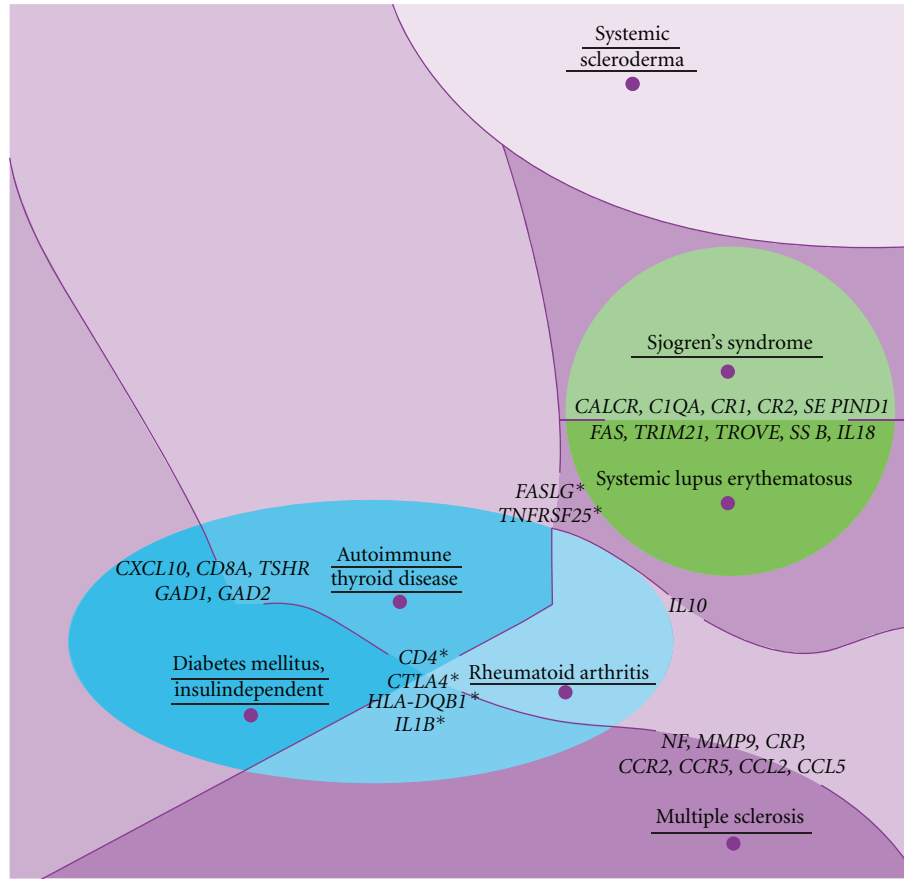 Systemic
scleroderma
Sjogren's syndrome
CALCR, C1QA, CR1, CR2, SE PIND1
FAS, TRIM21, TROVE, SS B, IL18
Systemic lupus erythematosus
FASLG*
TNFRSF25*
Autoimmune
thyroid disease
CXCL10, CD8A, TSHR
GAD1, GAD2
IL10
Diabetes mellitus,
insulindependent
CD4*
CTLA4*
HLA-DQB1*
IL1B*
Rheumatoid arthritis
NF, MMP9, CRP,
CCR2, CCR5, CCL2, CCL5
Multiple sclerosis